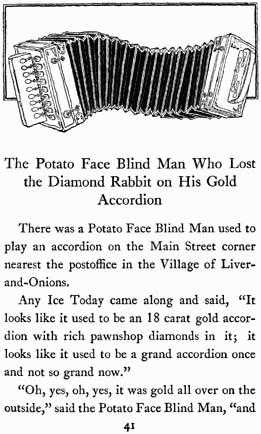 The Potato Face Blind Man Who Lost
the Diamond Rabbit on His Gold
Accordion
There was a Potato Face Blind Man used to
play an accordion on the Main Street corner
nearest the postoffice in the Village of Liver-
and-Onions.
Any Ice Today came along and said, “It
looks like it used to be an 18 carat gold accor-
dion with rich pawnshop diamonds in it; it
looks like it used to be a grand accordion once
and not so grand now.”
“Oh, yes, oh, yes, it was gold all over on the
outside,” said the Potato Face Blind Man, “and
41